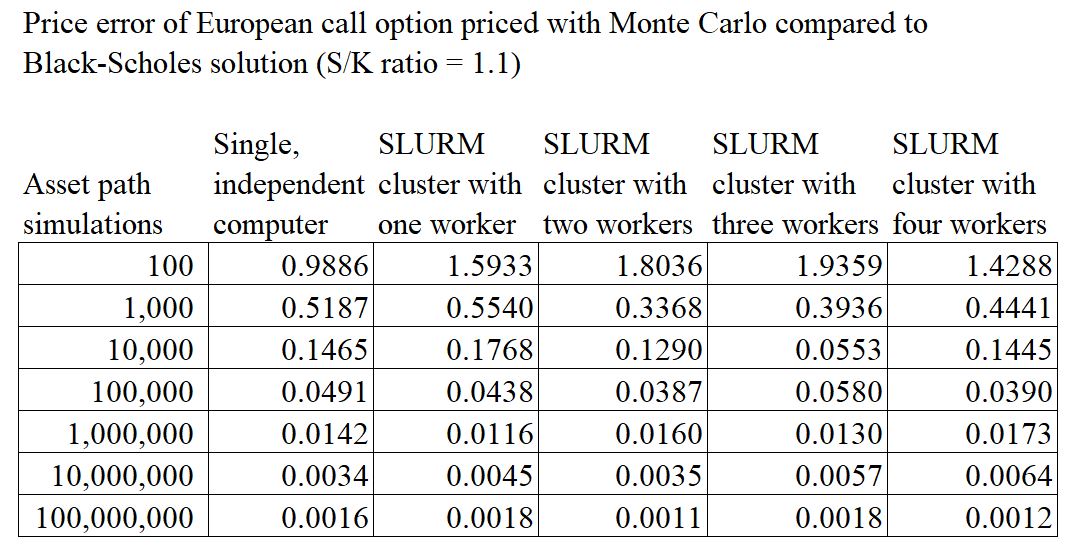 Price error of European call option priced with Monte Carlo compared to
Black-Scholes solution (S/K ratio = 1.1)
Single, SLURM SLURM SLURM SLURM
Asset path independent cluster with cluster with cluster with cluster with
simulations computer one worker two workers three workers four workers
100 0.9886 1.5933 1.8036 1.9359 1.4288
1,000 0.5187 0.5540 0.3368 0.3936 0.4441
10,000 0.1465 0.1768 0.1290 0.0553 0.1445
100,000 0.0491 0.0438 0.0387 0.0580 0.0390
1,000,000 0.0142 0.0116 0.0160 0.0130 0.0173
10,000,000 0.0034 0.0045 0.0035 0.0057 0.0064
100,000,000 0.0016 0.0018 0.0011 0.0018 0.0012